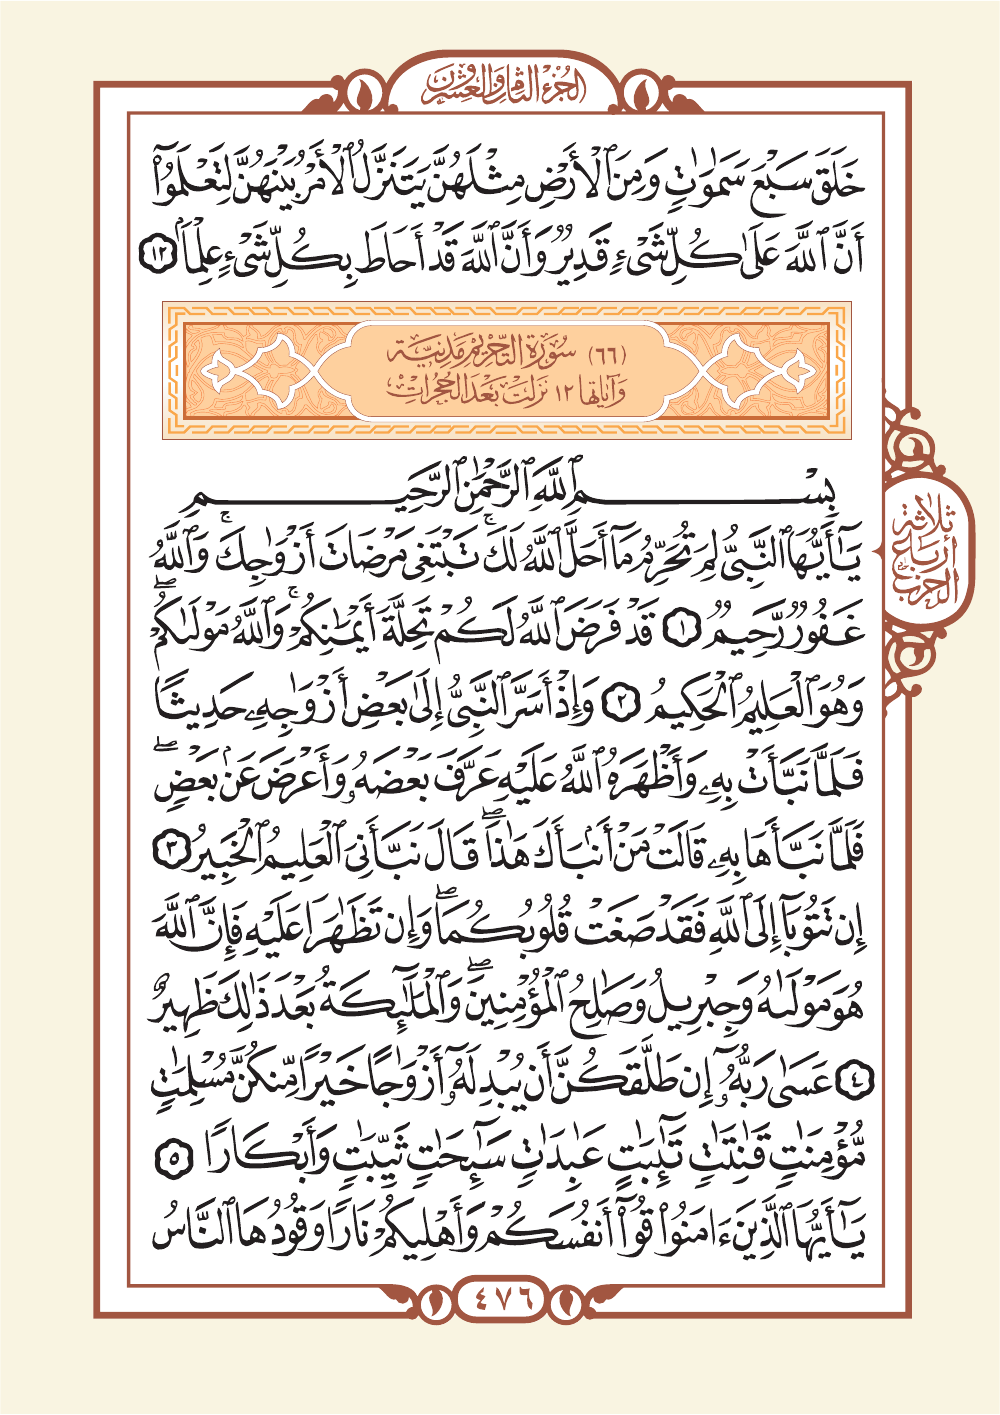 الجزء الثامن والعشرون
خَلَقَ سَبْعَ سَمَٰوَٰتٍ وَمِنَ ٱلْأَرْضِ مِثْلَهُنَّ يَتَنَزَّلُ ٱلْأَمْرُ بَيْنَهُنَّ لِتَعْلَمُوٓا۟
أَنَّ ٱللَّهَ عَلَىٰ كُلِّ شَىْءٍ قَدِيرٌ وَأَنَّ ٱللَّهَ قَدْ أَحَاطَ بِكُلِّ شَىْءٍ عِلْمًۢا ١٢
(٦٦) سُورَة التَّحْرِيمِ مَدنيَّة
وَآيَاتهَا ١٢ نَزلَت بَعْدَ الحُجُرَاتْ
بِسْمِ ٱللَّهِ ٱلرَّحْمَٰنِ ٱلرَّحِيمِ
يَٰٓأَيُّهَا ٱلنَّبِىُّ لِمَ تُحَرِّمُ مَآ أَحَلَّ ٱللَّهُ لَكَ ۖ تَبْتَغِى مَرْضَاتَ أَزْوَٰجِكَ ۚ وَٱللَّهُ
غَفُورٌ رَّحِيمٌ ١ قَدْ فَرَضَ ٱللَّهُ لَكُمْ تَحِلَّةَ أَيْمَٰنِكُمْ ۚ وَٱللَّهُ مَوْلَىٰكُمْ ۖ
وَهُوَ ٱلْعَلِيمُ ٱلْحَكِيمُ ٢ وَإِذْ أَسَرَّ ٱلنَّبِىُّ إِلَىٰ بَعْضِ أَزْوَٰجِهِۦ حَدِيثًا
فَلَمَّا نَبَّأَتْ بِهِۦ وَأَظْهَرَهُ ٱللَّهُ عَلَيْهِ عَرَّفَ بَعْضَهُۥ وَأَعْرَضَ عَنۢ بَعْضٍ ۖ
فَلَمَّا نَبَّأَهَا بِهِۦ قَالَتْ مَنْ أَنۢبَأَكَ هَٰذَا ۖ قَالَ نَبَّأَنِىَ ٱلْعَلِيمُ ٱلْخَبِيرُ ٣
إِن تَتُوبَآ إِلَى ٱللَّهِ فَقَدْ صَغَتْ قُلُوبُكُمَا ۖ وَإِن تَظَٰهَرَا عَلَيْهِ فَإِنَّ ٱللَّهَ
هُوَ مَوْلَىٰهُ وَجِبْرِيلُ وَصَٰلِحُ ٱلْمُؤْمِنِينَ ۖ وَٱلْمَلَٰٓئِكَةُ بَعْدَ ذَٰلِكَ ظَهِيرٌ
٤ عَسَىٰ رَبُّهُۥٓ إِن طَلَّقَكُنَّ أَن يُبْدِلَهُۥٓ أَزْوَٰجًا خَيْرًا مِّنكُنَّ مُسْلِمَٰتٍ
مُّؤْمِنَٰتٍ قَٰنِتَٰتٍ تَٰٓئِبَٰتٍ عَٰبِدَٰتٍ سَٰٓئِحَٰتٍ ثَيِّبَٰتٍ وَأَبْكَارًا ٥
يَٰٓأَيُّهَا ٱلَّذِينَ ءَامَنُوا۟ قُوٓا۟ أَنفُسَكُمْ وَأَهْلِيكُمْ نَارًا وَقُودُهَا ٱلنَّاسُ
ثلاثة
أرباع
الحزب
٤٧٦